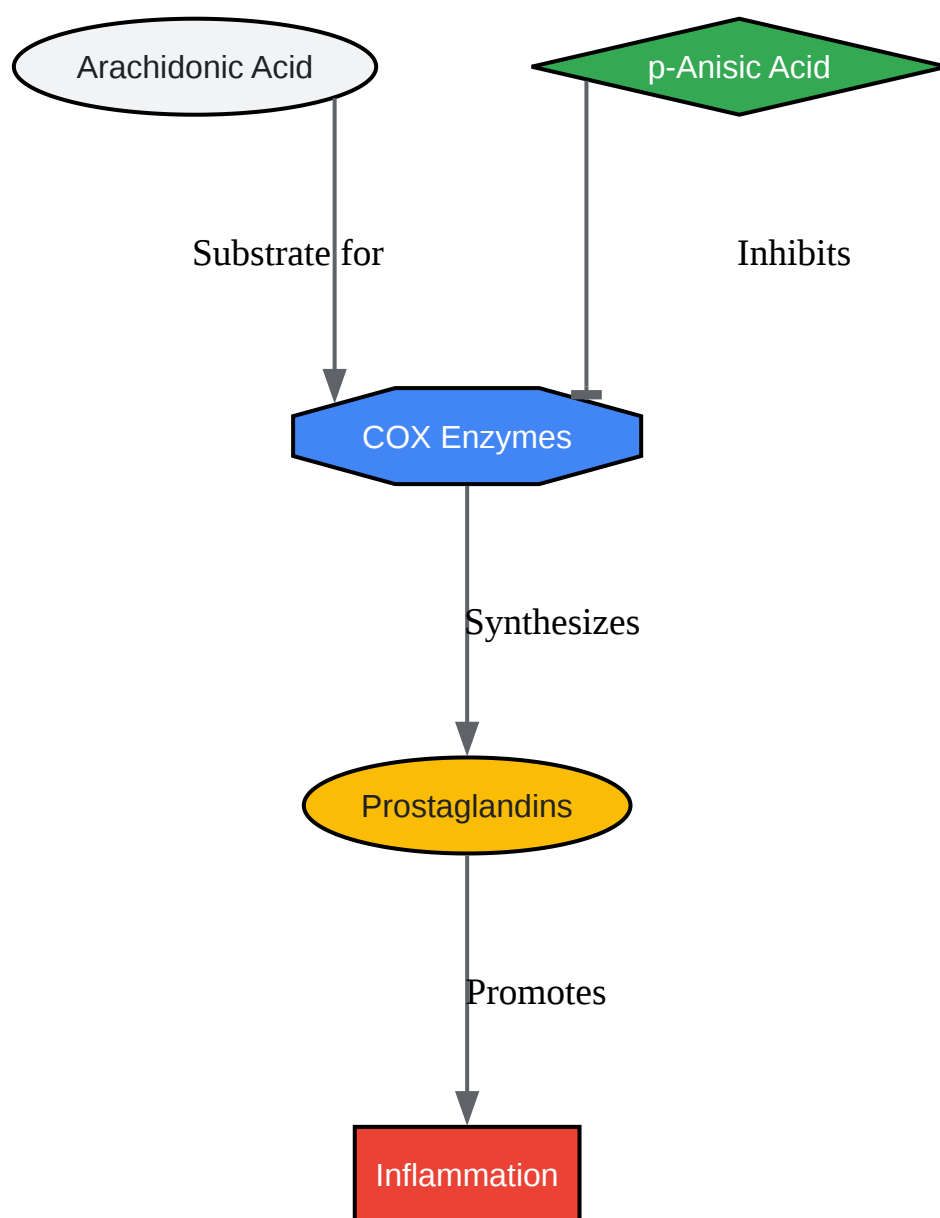 Arachidonic Acid
p-Anisic Acid
Substrate for
Inhibits
COX Enzymes
Synthesizes
Prostaglandins
Promotes
Inflammation